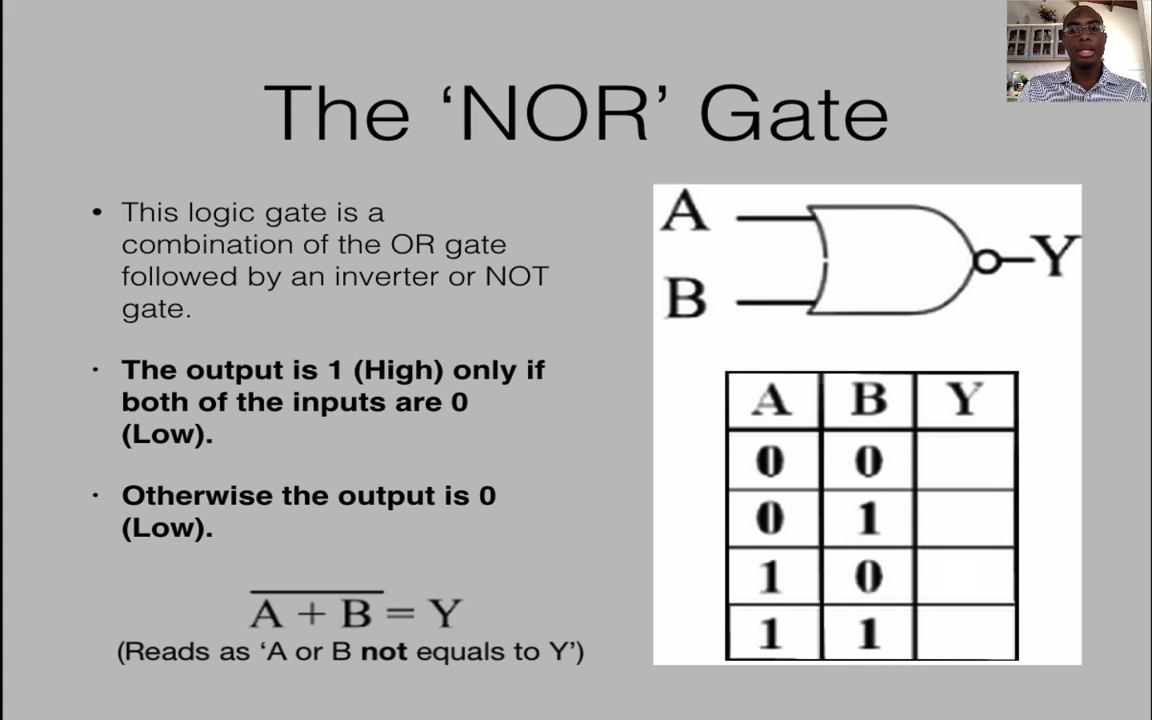 The ‘NOR’ Gate
• This logic gate is a
combination of the OR gate
followed by an inverter or NOT
gate.
· The output is 1 (High) only if
both of the inputs are 0
(Low).
· Otherwise the output is 0
(Low).
A + B = Y
(Reads as ‘A or B not equals to Y’)
A
B
Y
A B Y
0 0
0 1
1 0
1 1